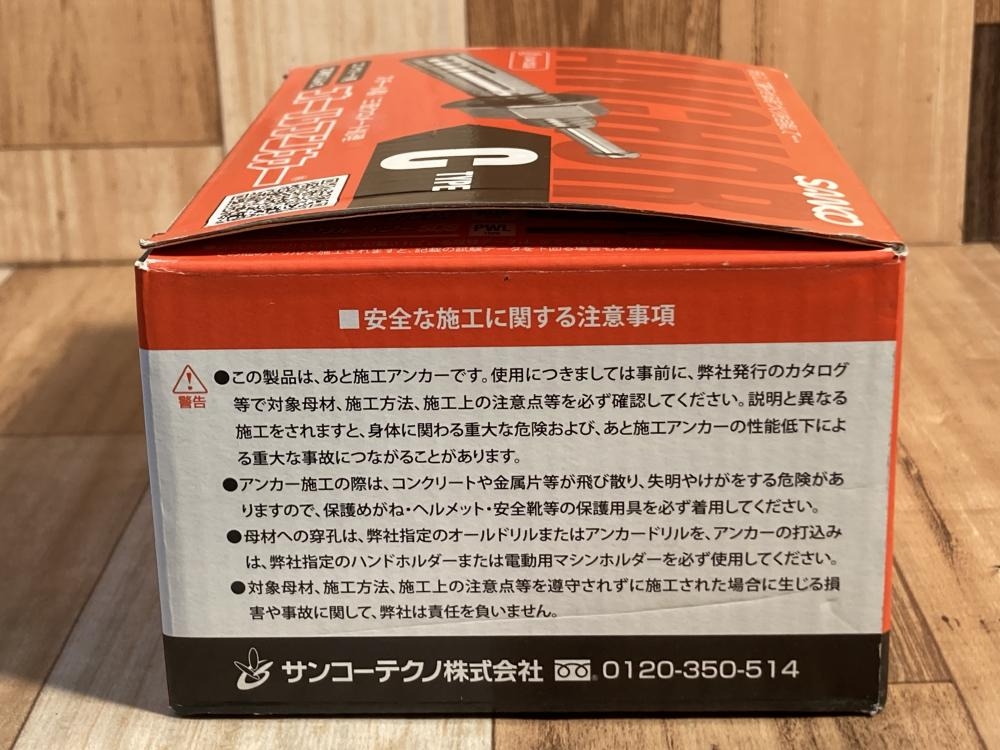 SANKO
ANCHOR
C TYPE
PWL
■安全な施工に関する注意事項
警告
●この製品は、あと施工アンカーです。使用につきましては事前に、弊社発行のカタログ
等で対象母材、施工方法、施工上の注意点等を必ず確認してください。説明と異なる
施工をされますと、身体に関わる重大な危険および、あと施工アンカーの性能低下によ
る重大な事故につながることがあります。
●アンカー施工の際は、コンクリートや金属片等が飛び散り、失明やけがをする危険があ
りますので、保護めがね・ヘルメット・安全靴等の保護用具を必ず着用してください。
●母材への穿孔は、弊社指定のオールドリルまたはアンカードリルを、アンカーの打込み
は、弊社指定のハンドホルダーまたは電動用マシンホルダーを必ず使用してください。
●対象母材、施工方法、施工上の注意点等を遵守されずに施工された場合に生じる損
害や事故に関して、弊社は責任を負いません。
サンコーテクノ株式会社 0120-350-514